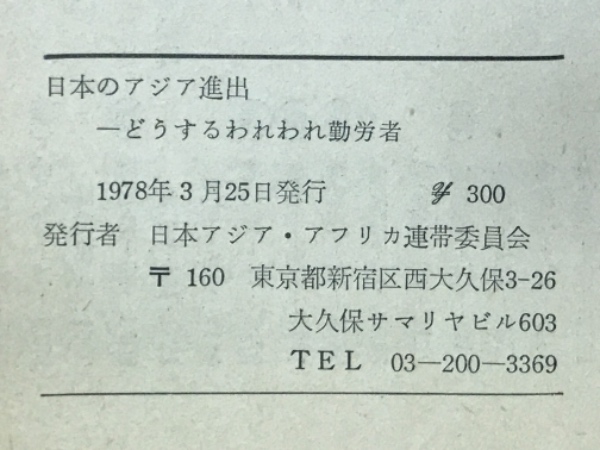 日本のアジア進出
―どうするわれわれ勤労者
1978年3月25日発行 ¥ 300
発行者 日本アジア・アフリカ連帯委員会
〒 160 東京都新宿区西大久保3-26
大久保サマリヤビル603
TEL 03―200―3369